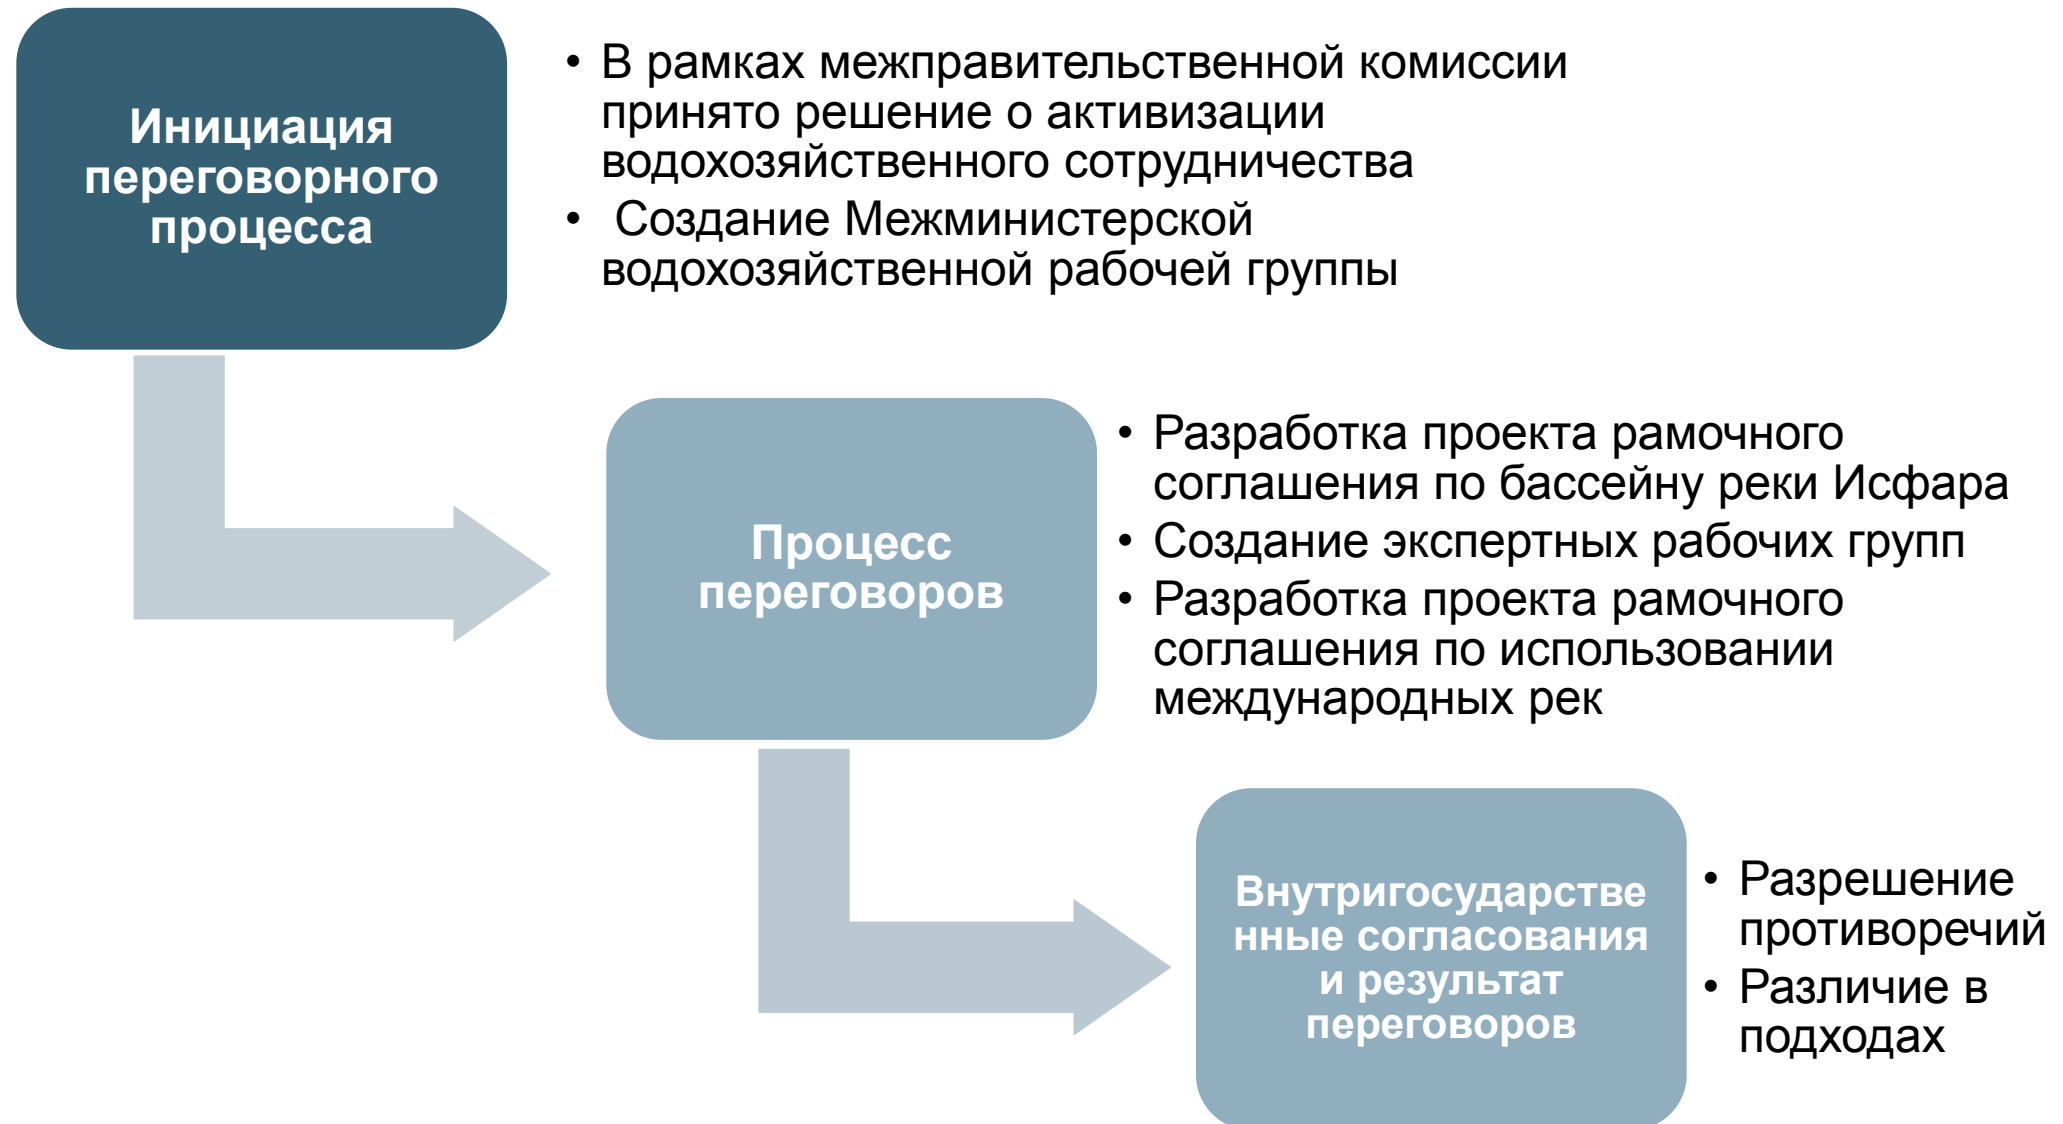 Инициация
переговорного
процесса
• В рамках межправительственной комиссии
принято решение о активизации
водохозяйственного сотрудничества
• Создание Межминистерской
водохозяйственной рабочей группы
Процесс
переговоров
• Разработка проекта рамочного
соглашения по бассейну реки Исфара
• Создание экспертных рабочих групп
• Разработка проекта рамочного
соглашения по использовании
международных рек
Внутригосударстве
нные согласования
и результат
переговоров
• Разрешение
противоречий
• Различие в
подходах